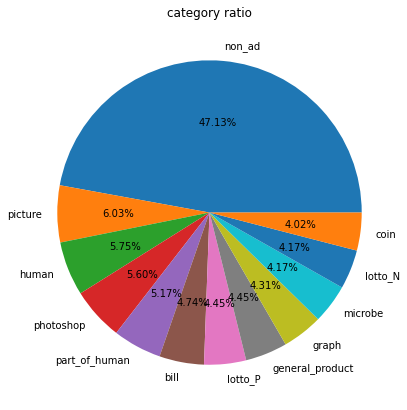 category ratio
non_ad
47.13%
picture
6.03%
human
5.75%
photoshop
5.60%
part_of_human
5.17%
bill
4.74%
lotto_P
4.45%
general_product
4.45%
graph
4.31%
microbe
4.17%
lotto_N
4.17%
coin
4.02%